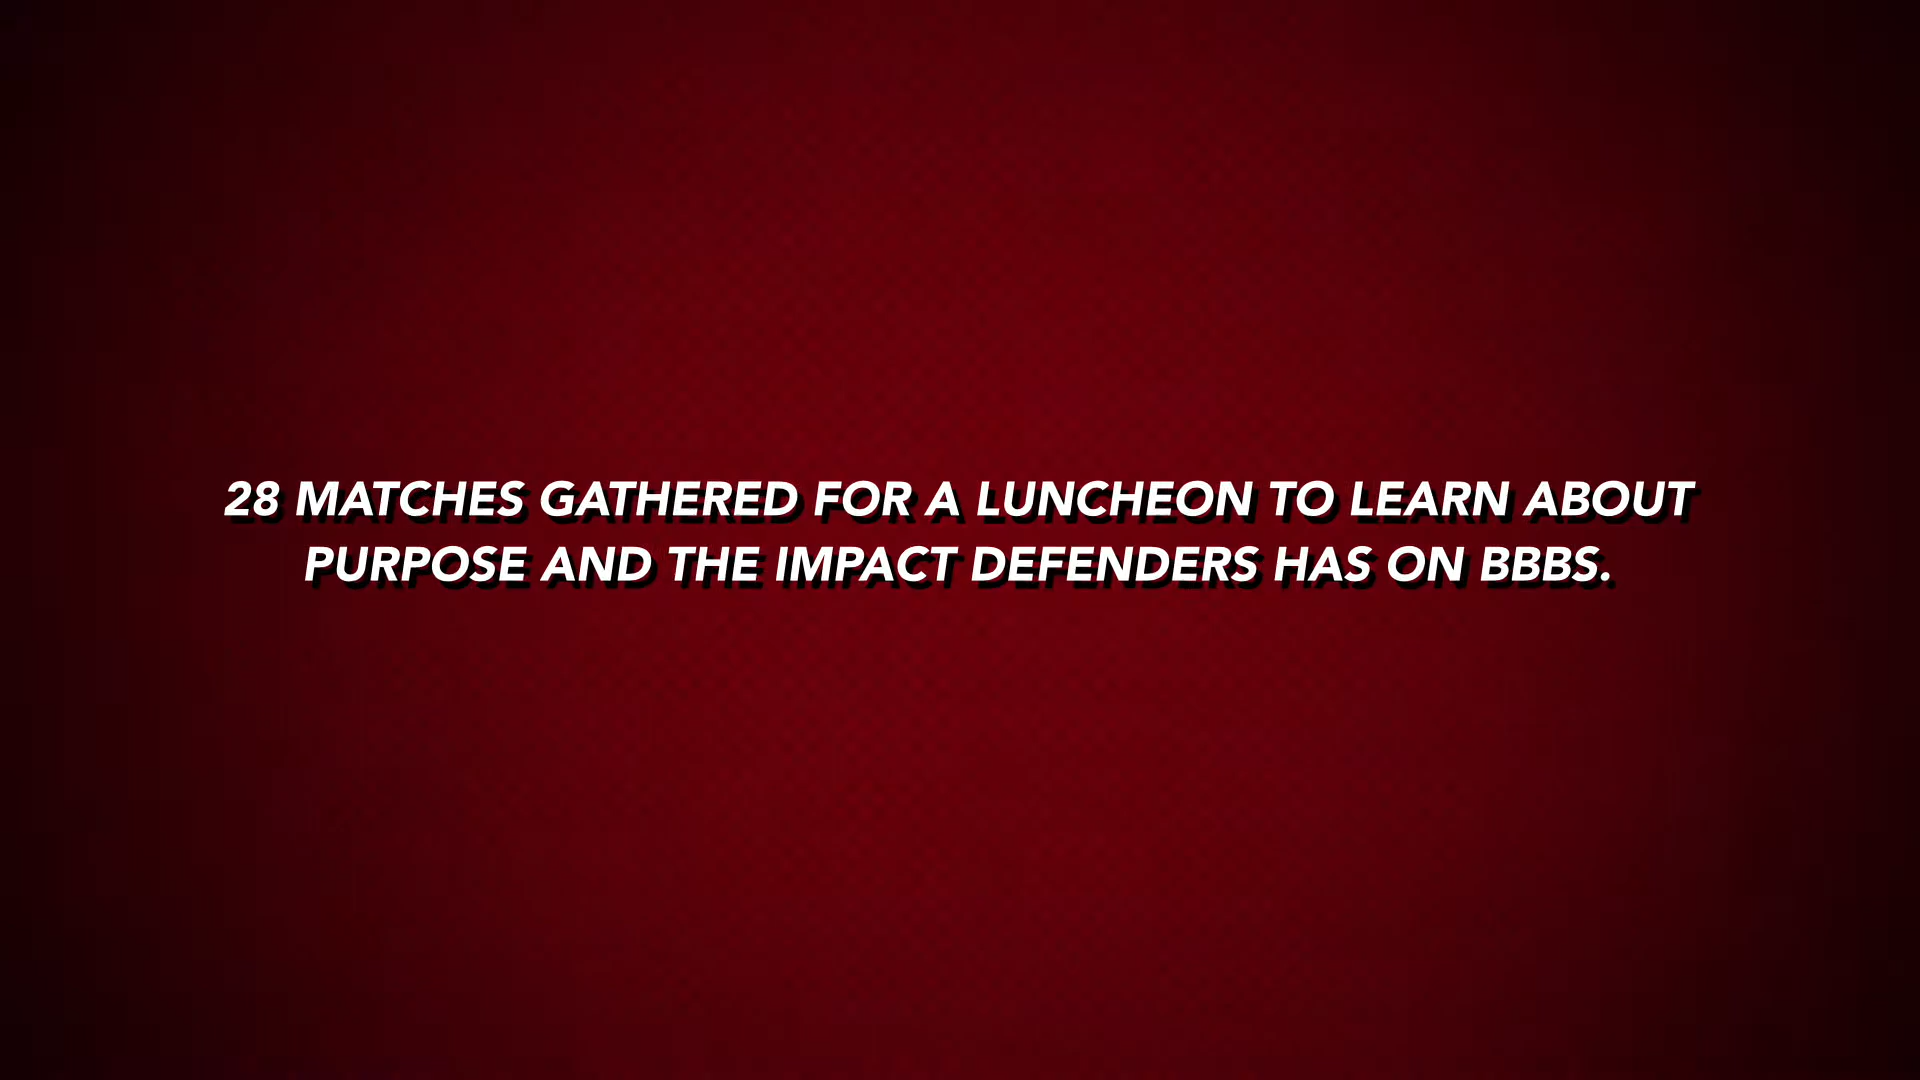 28 MATCHES GATHERED FOR A LUNCHEON TO LEARN ABOUT
PURPOSE AND THE IMPACT DEFENDERS HAS ON BBBS.